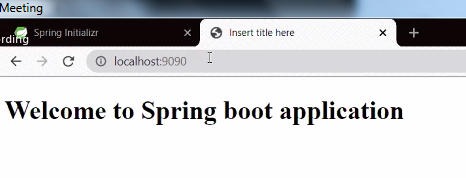 Meeting
rding
Spring Initializr
Insert title here
localhost:9090
Welcome to Spring boot application